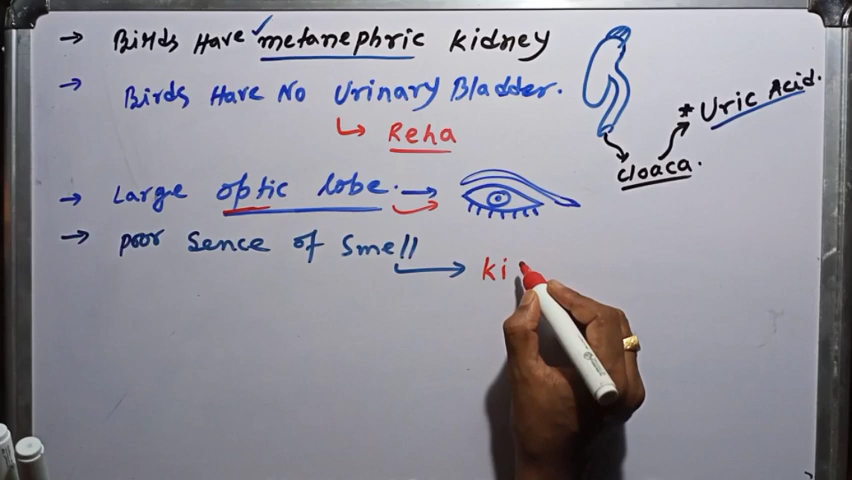 → Birds Have metanephric kidney
→ Birds Have No Urinary Bladder.
Reha
* Uric Acid.
cloaca.
→ Large optic lobe.
→ Poor Sence of Smell
ki